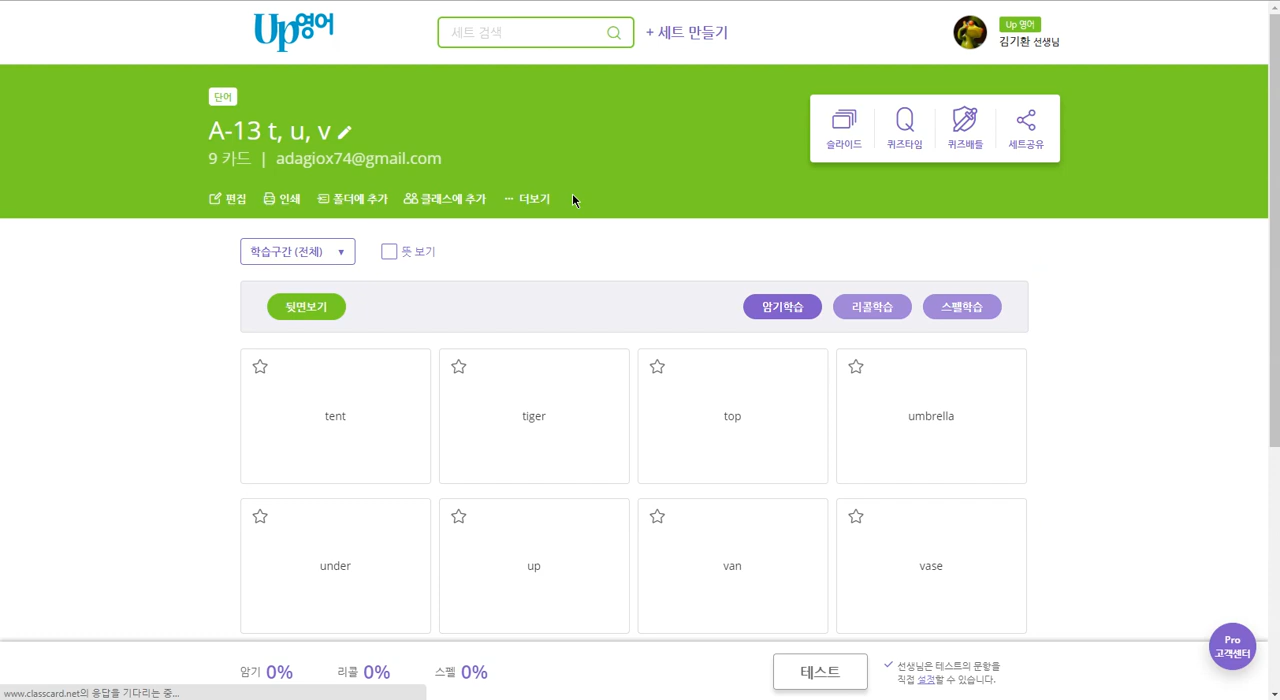 Up영어
세트 검색
+ 세트 만들기
Up 영어
김기환 선생님
단어
A-13 t, u, v
9 카드 | adagiox74@gmail.com
슬라이드
퀴즈타임
퀴즈배틀
세트공유
편집
인쇄
폴더에 추가
클래스에 추가
더보기
학습구간 (전체) ▼
뜻 보기
뒷면보기
암기학습
리콜학습
스펠학습
tent
tiger
top
umbrella
under
up
van
vase
암기 0%
리콜 0%
스펠 0%
테스트
선생님은 테스트의 문항을
직접 설정할 수 있습니다.
Pro
고객센터
www.classcard.net의 응답을 기다리는 중...